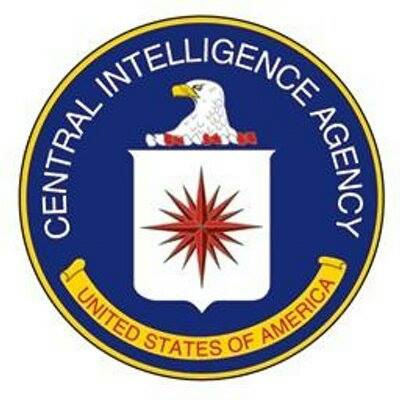 CENTRAL INTELLIGENCE AGENCY
UNITED STATES OF AMERICA